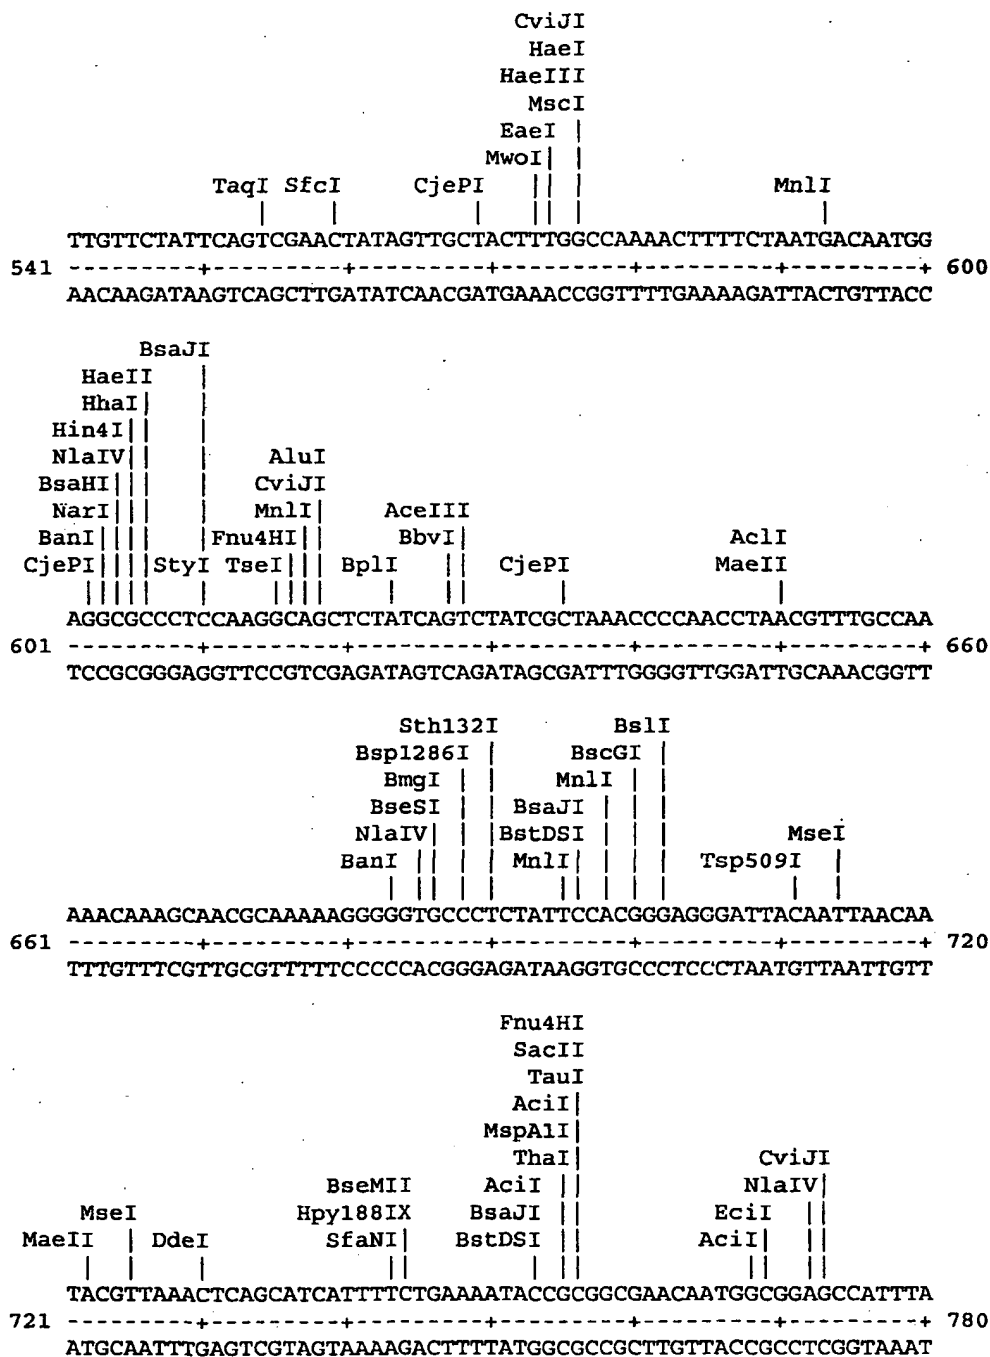 CviJI
HaeI
HaeIII
MscI
EaeI |
MwoI| |
TaqI SfcI CjePI || | MnlI
| | | || | |
TTGTTCTATTCAGTCGAACTATAGTTGCTACTTTGGCCAAAACTTTTCTAATGACAATGG
541 ---------+---------+---------+---------+---------+---------+ 600
AACAAGATAAGTCAGCTTGATATCAACGATGAAACCGGTTTTGAAAAGATTACTGTTACC
BsaJI
HaeII |
HhaI| |
Hin4I|| |
NlaIV|| | AluI
BsaHI||| | CviJI
NarI|||| | MnlI| AceIII
BanI|||| | Fnu4HI|| BbvI| AclI
CjePI||||| StyI TseI||| BplI || CjePI MaeII
||||| | |||| | || | |
AGGCGCCCTCCAAGGCAGCTCTATCAGTCTATCGCTAAACCCCAACCTAACGTTTGCCAA
601 ---------+---------+---------+---------+---------+---------+ 660
TCCGCGGGAGGTTCCGTCGAGATAGTCAGATAGCGATTTGGGGTTGGATTGCAAACGGTT
Sth132I BslI
Bsp1286I | BscGI |
BmgI | | MnlI | |
BseSI | | BsaJI | | |
NlaIV| | | BstDSI | | | MseI
BanI || | | MnlI| | | | Tsp509I |
| || | | || | | | | |
AAACAAAGCAACGCAAAAAGGGGGTGCCCTCTATTCCACGGGAGGGATTACAATTAACAA
661 ---------+---------+---------+---------+---------+---------+ 720
TTTGTTTCGTTGCGTTTTTCCCCCACGGGAGATAAGGTGCCCTCCCTAATGTTAATTGTT
Fnu4HI
SacII
TauI
AciI|
MspA1I|
ThaI| CviJI
BseMII AciI || NlaIV|
MseI Hpy188IX BsaJI || EciI ||
MaeII | DdeI SfaNI| BstDSI || AciI| ||
| | | || | || || ||
TACGTTAAACTCAGCATCATTTTCTGAAAATACCGCGGCGAACAATGGCGGAGCCATTTA
721 ---------+---------+---------+---------+---------+---------+ 780
ATGCAATTTGAGTCGTAGTAAAAGACTTTTATGGCGCCGCTTGTTACCGCCTCGGTAAAT